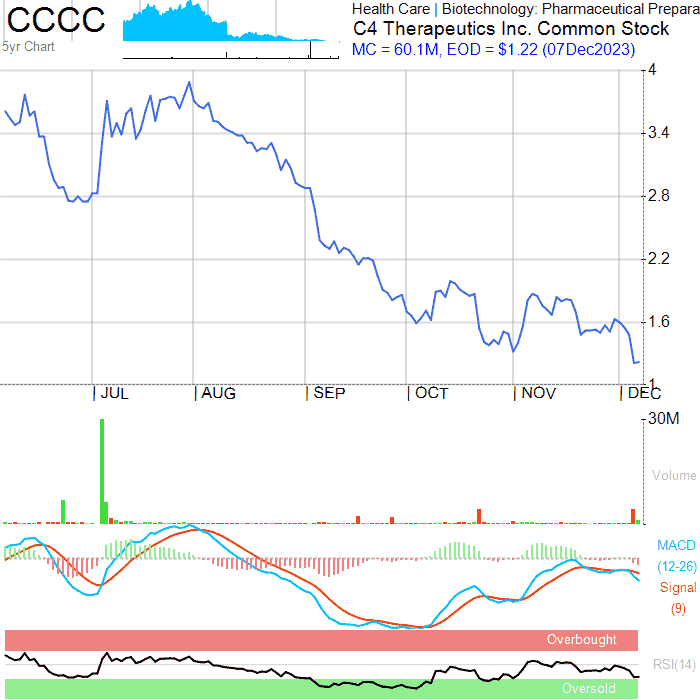 CCCC
5yr Chart
Health Care | Biotechnology: Pharmaceutical Prepara
C4 Therapeutics Inc. Common Stock
MC = 60.1M, EOD = $1.22 (07Dec2023)
4
3.4
2.8
2.2
1.6
1
JUL AUG SEP OCT NOV DEC
30M
Volume
MACD
(12-26)
Signal
(9)
Overbought
RSI(14)
Oversold